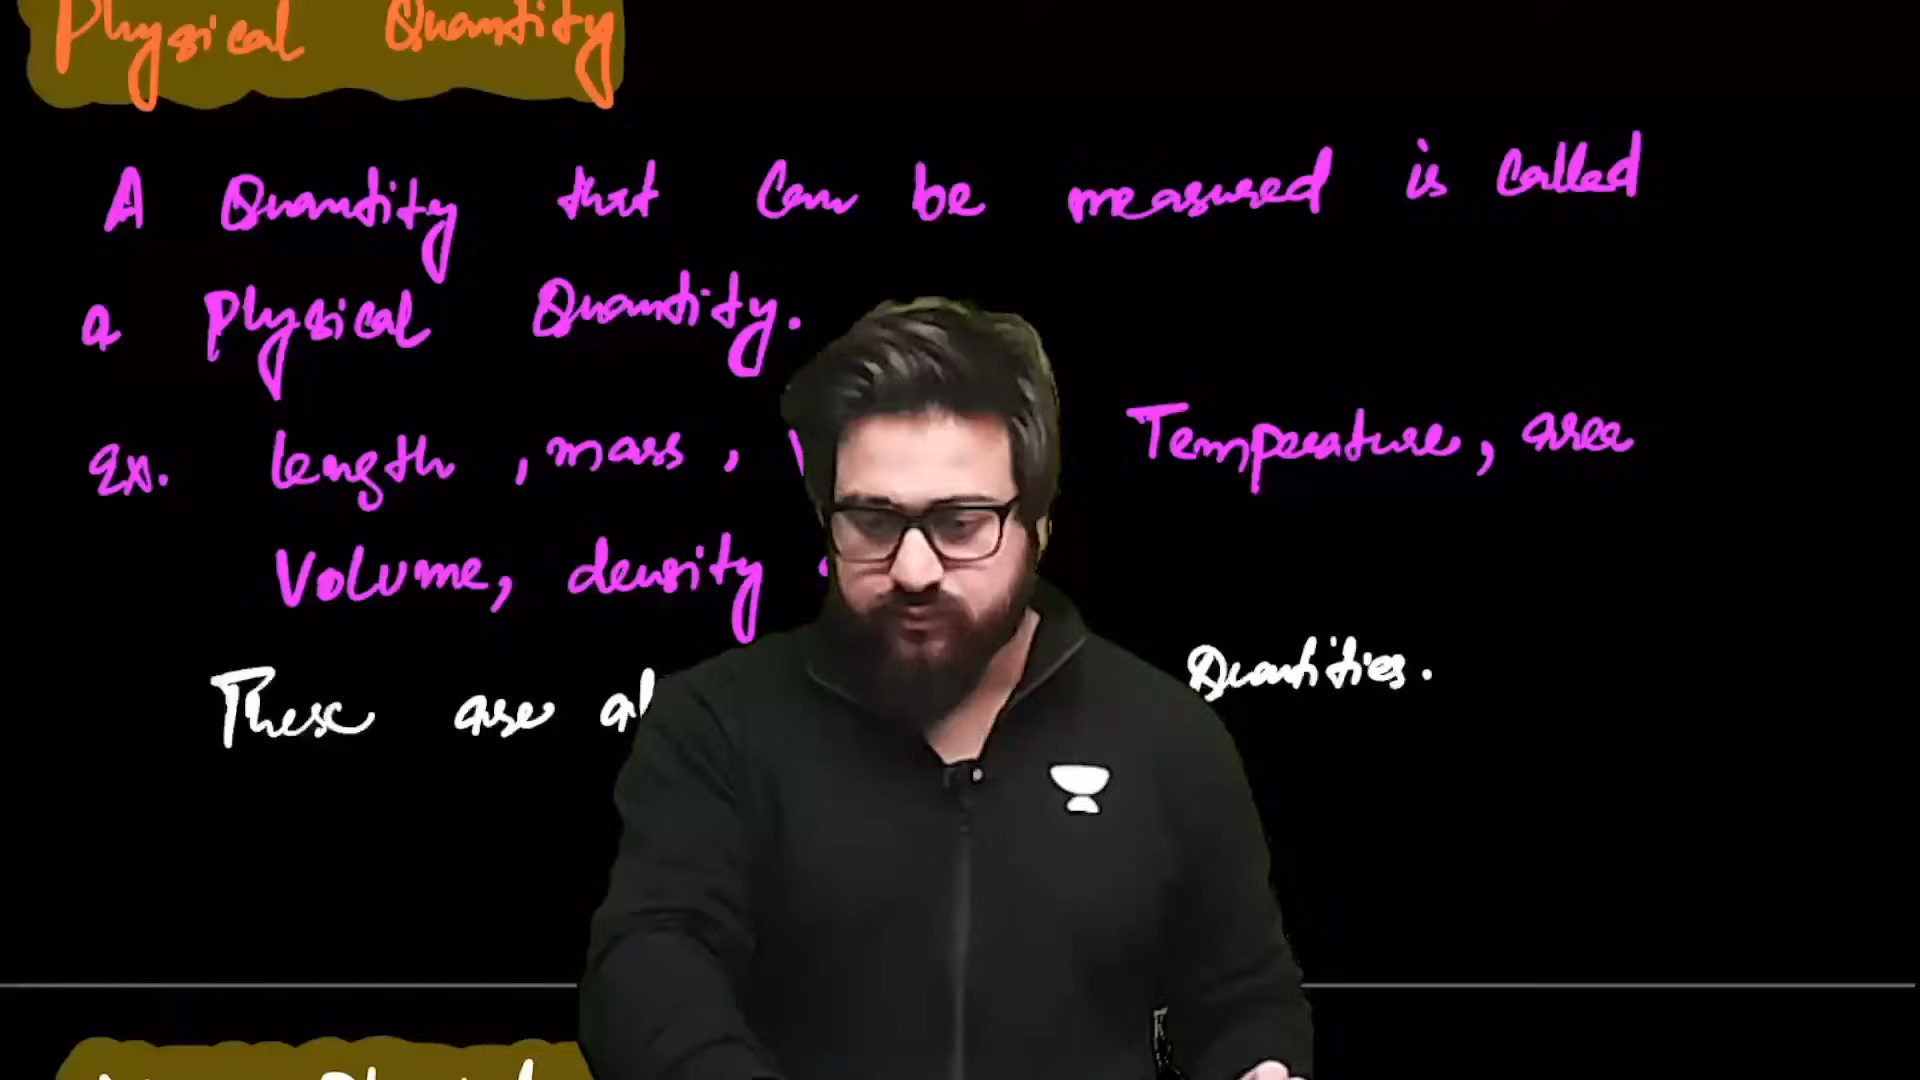 Physical Quantity
A Quantity that can be measured is called
a Physical Quantity.
Ex. length, mass, Temperature, area
Volume, density
These are Quantities.